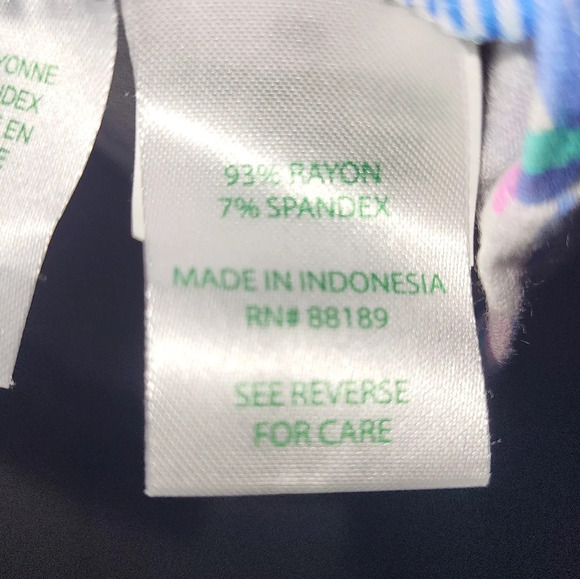 93% RAYON
7% SPANDEX
MADE IN INDONESIA
RN# 88189
SEE REVERSE
FOR CARE